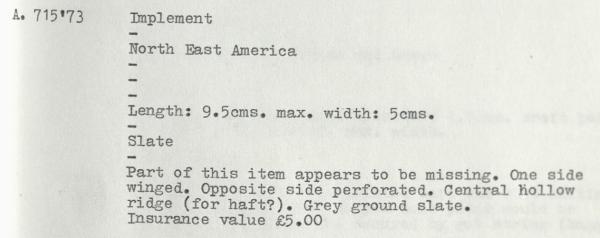 A. 715'73 Implement
-
North East America
-
-
-
Length: 9.5cms. max. width: 5cms.
-
Slate
-
Part of this item appears to be missing. One side
winged. Opposite side perforated. Central hollow
ridge (for haft?). Grey ground slate.
Insurance value £5.00